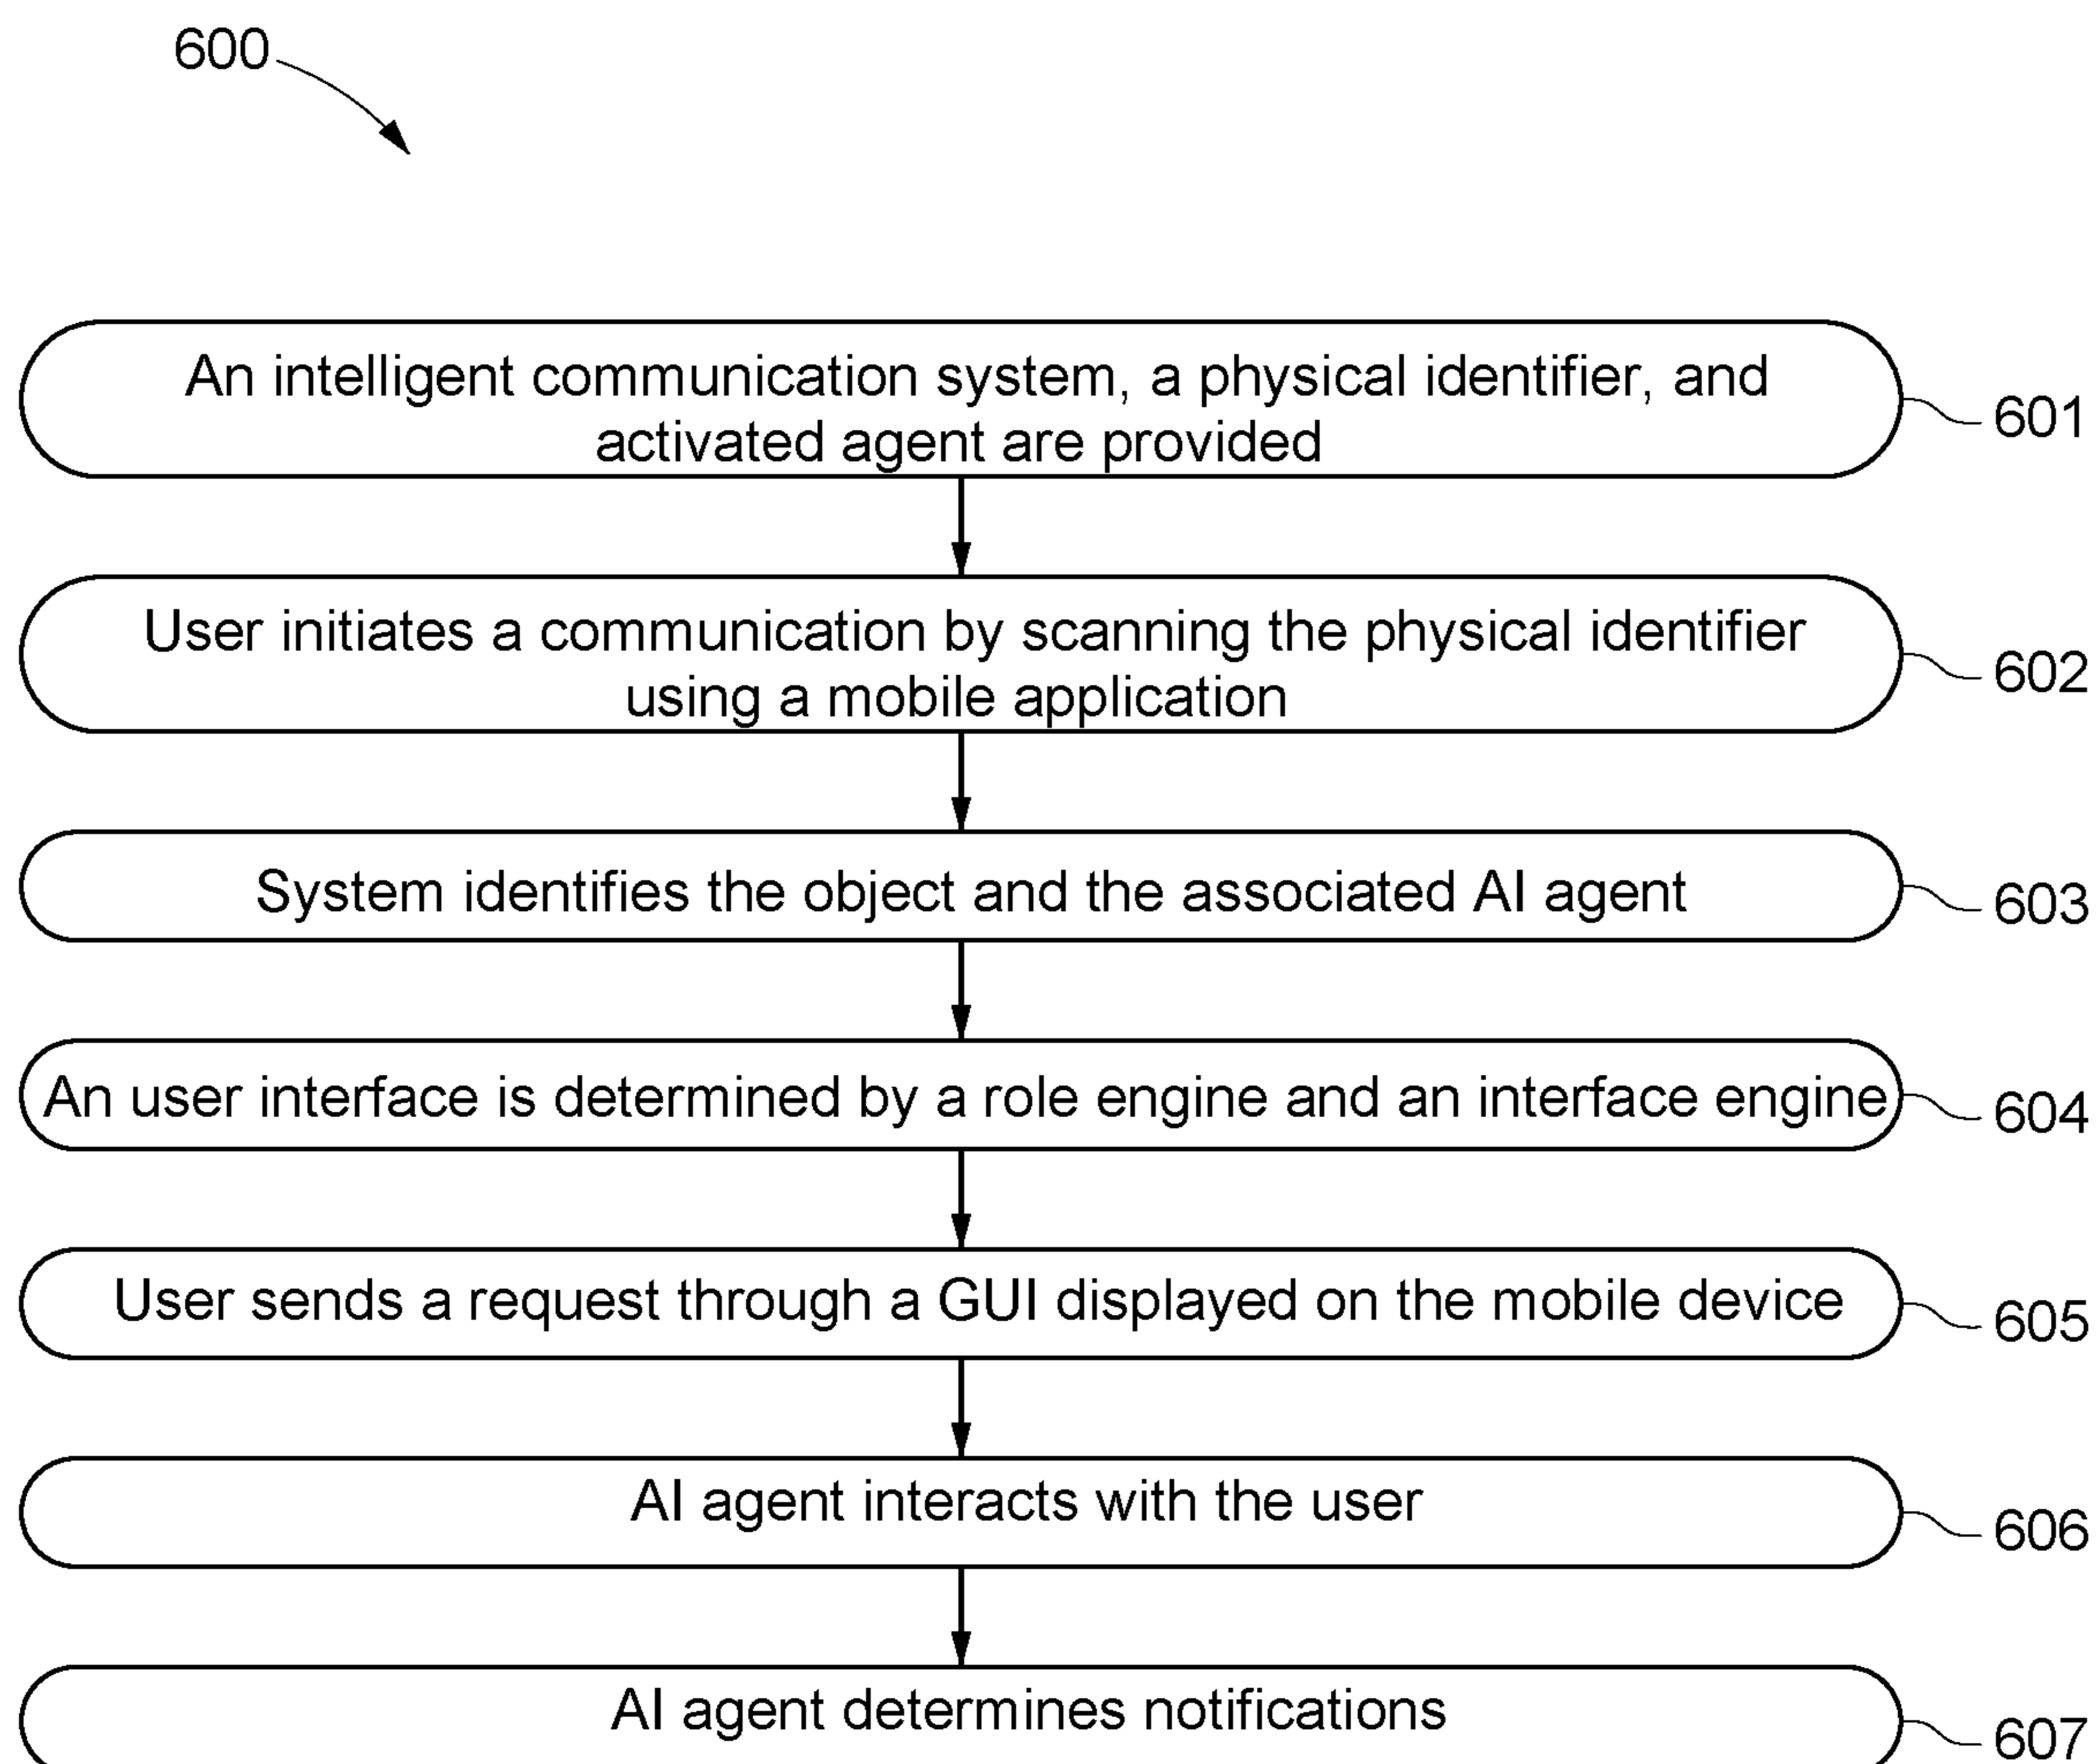 600
An intelligent communication system, a physical identifier, and
activated agent are provided
601
User initiates a communication by scanning the physical identifier
using a mobile application
602
System identifies the object and the associated AI agent
603
An user interface is determined by a role engine and an interface engine
604
User sends a request through a GUI displayed on the mobile device
605
AI agent interacts with the user
606
AI agent determines notifications
607